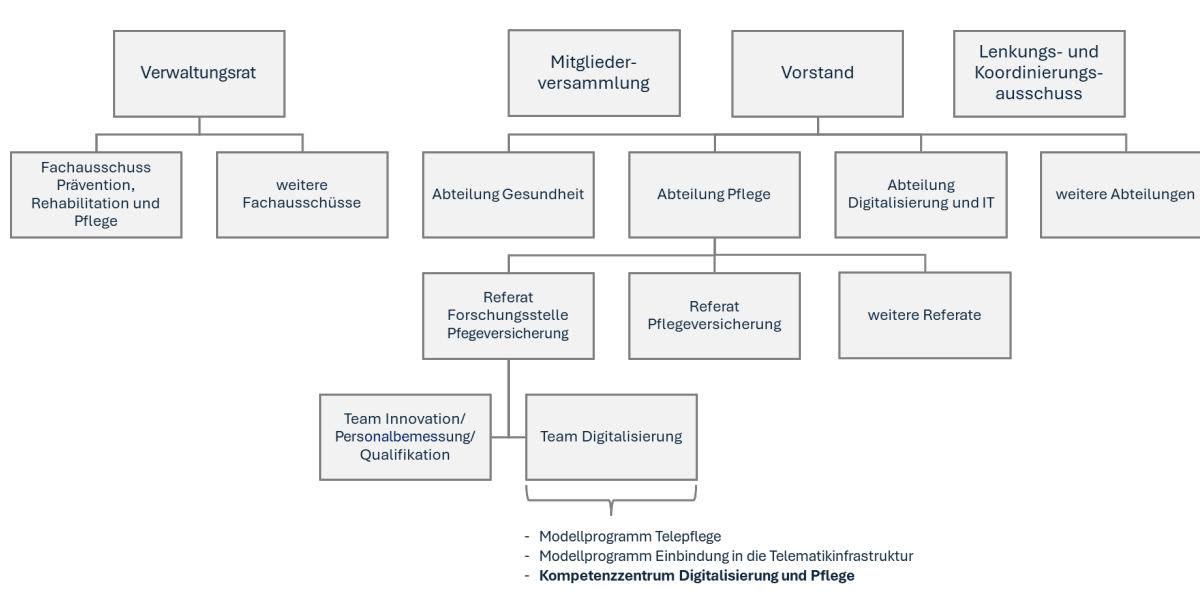 Verwaltungsrat
Mitglieder-
versammlung
Vorstand
Lenkungs- und
Koordinierungs-
ausschuss
Fachausschuss
Prävention,
Rehabilitation und
Pflege
weitere
Fachausschüsse
Abteilung Gesundheit
Abteilung Pflege
Abteilung
Digitalisierung und IT
weitere Abteilungen
Referat
Forschungsstelle
Pfegeversicherung
Referat
Pflegeversicherung
weitere Referate
Team Innovation/
Personalbemessung/
Qualifikation
Team Digitalisierung
- Modellprogramm Telepflege
- Modellprogramm Einbindung in die Telematikinfrastruktur
- Kompetenzzentrum Digitalisierung und Pflege